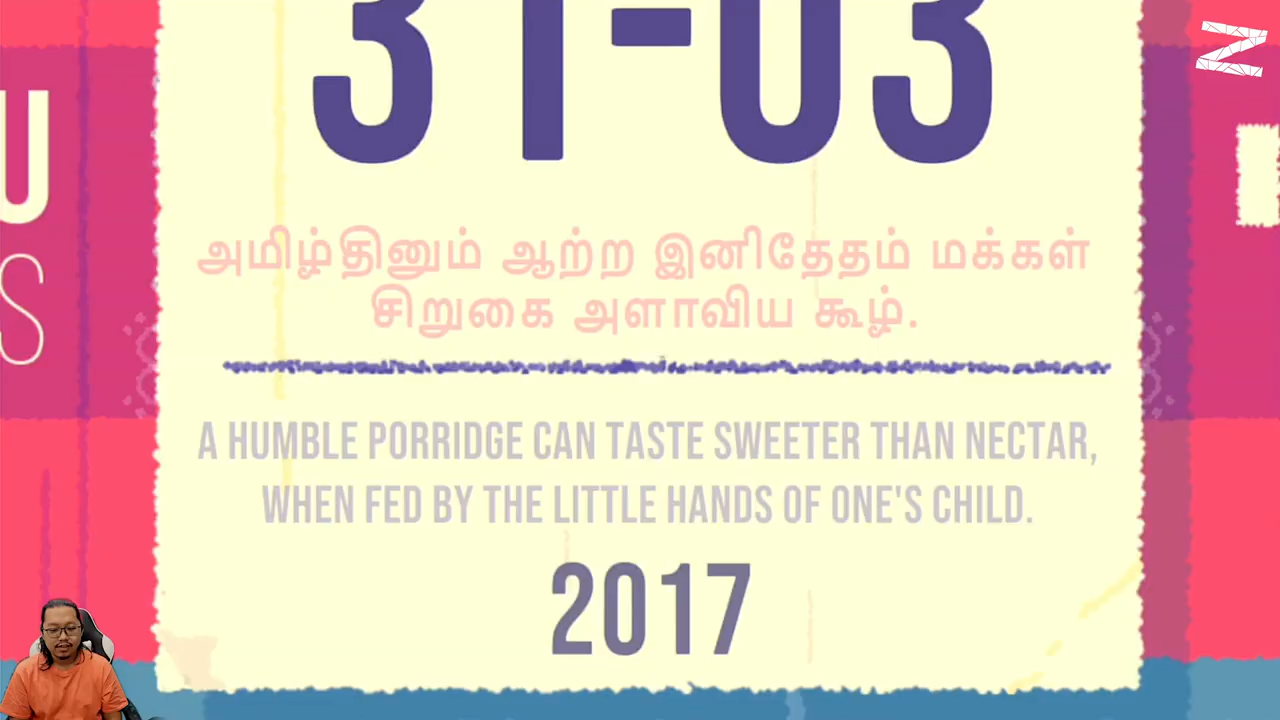 31-03
அமிழ்தினும் ஆற்ற இனிதேதம் மக்கள்
சிறுகை அளாவிய கூழ்.
A HUMBLE PORRIDGE CAN TASTE SWEETER THAN NECTAR,
WHEN FED BY THE LITTLE HANDS OF ONE'S CHILD.
2017
U
S
Z